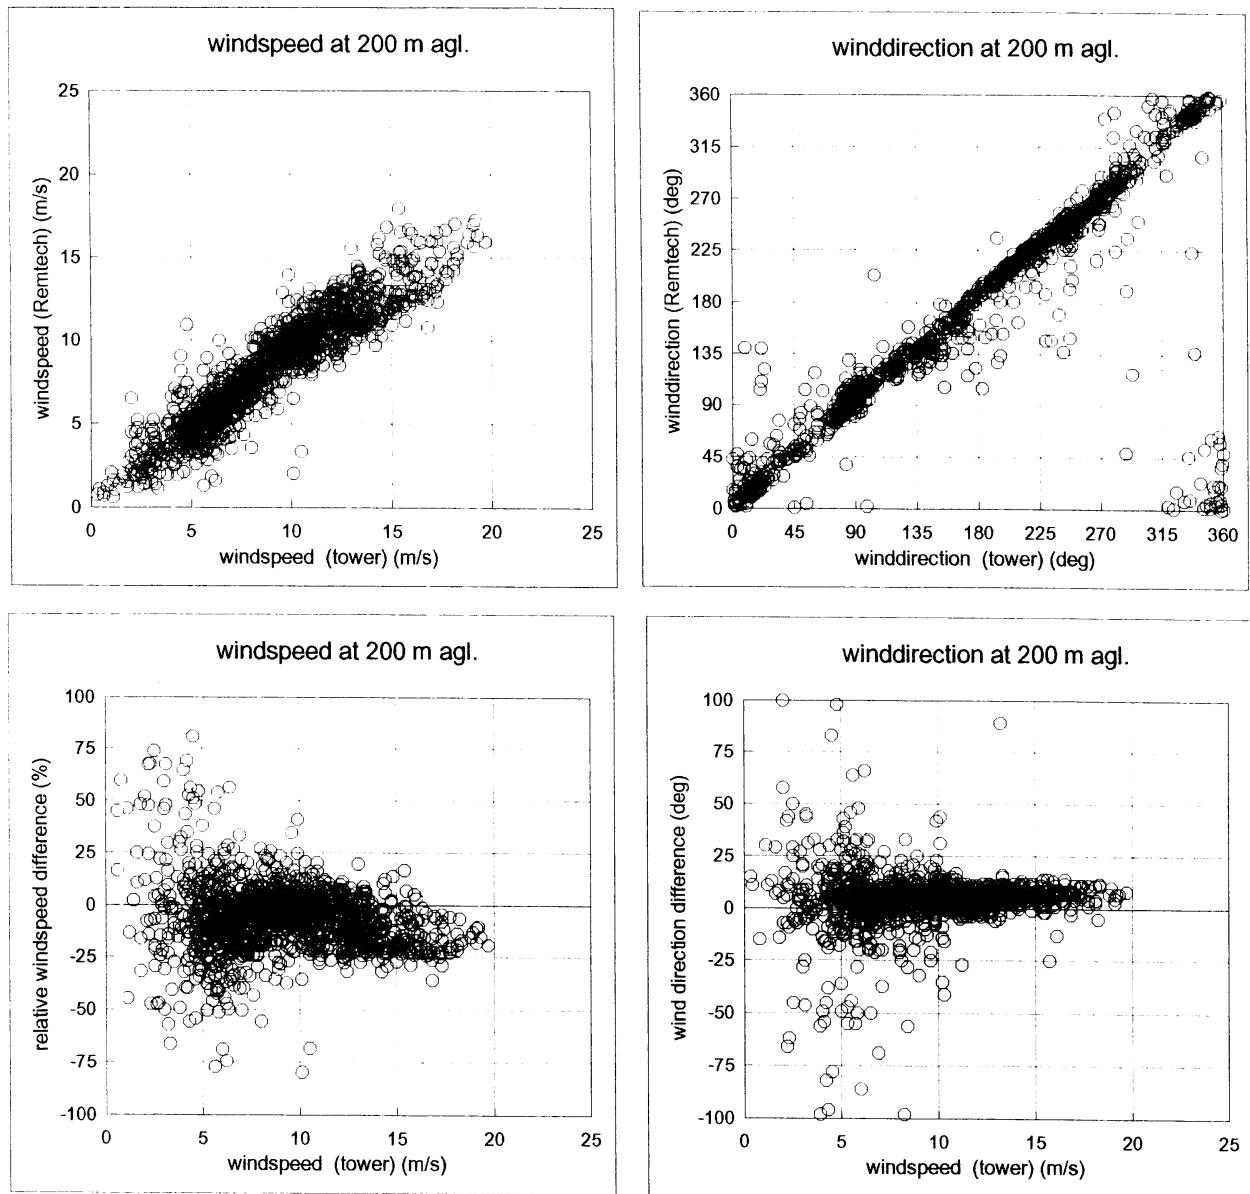 windspeed at 200 m agl.
25
20
15
10
5
0
0 5 10 15 20 25
windspeed (Remtech) (m/s)
windspeed (tower) (m/s)
winddirection at 200 m agl.
360
315
270
225
180
135
90
45
0
0 45 90 135 180 225 270 315 360
winddirection (Remtech) (deg)
winddirection (tower) (deg)
windspeed at 200 m agl.
100
75
50
25
0
-25
-50
-75
-100
0 5 10 15 20 25
relative windspeed difference (%)
windspeed (tower) (m/s)
winddirection at 200 m agl.
100
75
50
25
0
-25
-50
-75
-100
0 5 10 15 20 25
wind direction difference (deg)
windspeed (tower) (m/s)